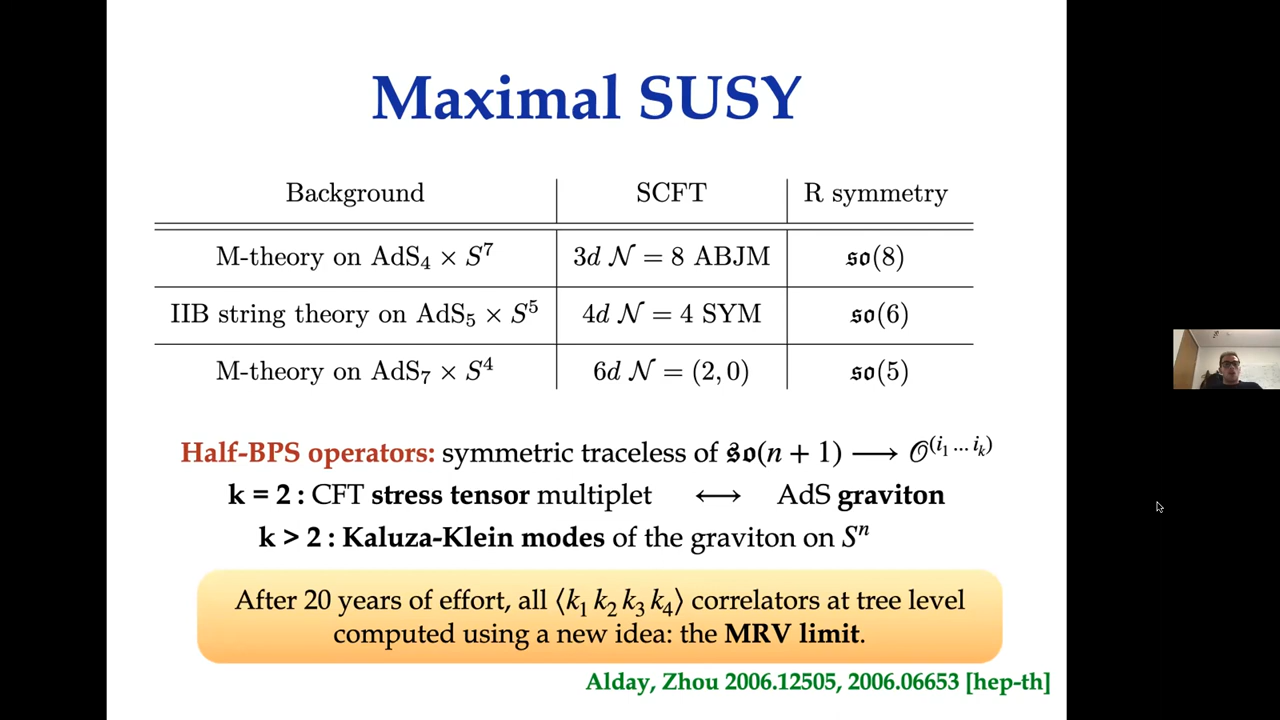 Maximal SUSY
Background SCFT R symmetry
M-theory on AdS₄ × S⁷ 3d 𝒩 = 8 ABJM 𝔰𝔬(8)
IIB string theory on AdS₅ × S⁵ 4d 𝒩 = 4 SYM 𝔰𝔬(6)
M-theory on AdS₇ × S⁴ 6d 𝒩 = (2, 0) 𝔰𝔬(5)
Half-BPS operators: symmetric traceless of 𝔰𝔬(n + 1) ⟶ 𝒪^(i₁ ⋯ iₖ)
k = 2 : CFT stress tensor multiplet ⟷ AdS graviton
k > 2 : Kaluza-Klein modes of the graviton on Sⁿ
After 20 years of effort, all ⟨k₁ k₂ k₃ k₄⟩ correlators at tree level
computed using a new idea: the MRV limit.
Alday, Zhou 2006.12505, 2006.06653 [hep-th]